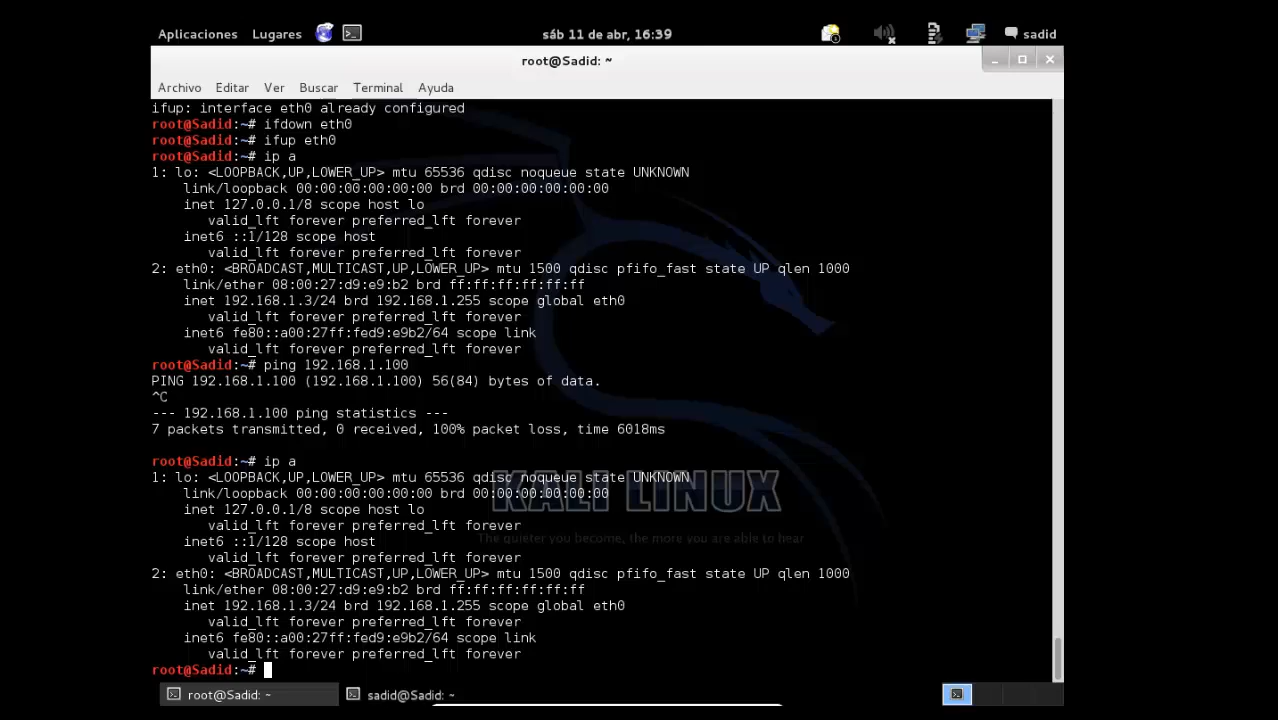 Aplicaciones Lugares sáb 11 de abr, 16:39 sadid
root@Sadid: ~
Archivo Editar Ver Buscar Terminal Ayuda
ifup: interface eth0 already configured
root@Sadid:~# ifdown eth0
root@Sadid:~# ifup eth0
root@Sadid:~# ip a
1: lo: <LOOPBACK,UP,LOWER_UP> mtu 65536 qdisc noqueue state UNKNOWN
link/loopback 00:00:00:00:00:00 brd 00:00:00:00:00:00
inet 127.0.0.1/8 scope host lo
valid_lft forever preferred_lft forever
inet6 ::1/128 scope host
valid_lft forever preferred_lft forever
2: eth0: <BROADCAST,MULTICAST,UP,LOWER_UP> mtu 1500 qdisc pfifo_fast state UP qlen 1000
link/ether 08:00:27:d9:e9:b2 brd ff:ff:ff:ff:ff:ff
inet 192.168.1.3/24 brd 192.168.1.255 scope global eth0
valid_lft forever preferred_lft forever
inet6 fe80::a00:27ff:fed9:e9b2/64 scope link
valid_lft forever preferred_lft forever
root@Sadid:~# ping 192.168.1.100
PING 192.168.1.100 (192.168.1.100) 56(84) bytes of data.
^C
--- 192.168.1.100 ping statistics ---
7 packets transmitted, 0 received, 100% packet loss, time 6018ms
root@Sadid:~# ip a
1: lo: <LOOPBACK,UP,LOWER_UP> mtu 65536 qdisc noqueue state UNKNOWN
link/loopback 00:00:00:00:00:00 brd 00:00:00:00:00:00
KALI LINUX
inet 127.0.0.1/8 scope host lo
valid_lft forever preferred_lft forever
inet6 ::1/128 scope host
The quieter you become, the more you are able to hear
valid_lft forever preferred_lft forever
2: eth0: <BROADCAST,MULTICAST,UP,LOWER_UP> mtu 1500 qdisc pfifo_fast state UP qlen 1000
link/ether 08:00:27:d9:e9:b2 brd ff:ff:ff:ff:ff:ff
inet 192.168.1.3/24 brd 192.168.1.255 scope global eth0
valid_lft forever preferred_lft forever
inet6 fe80::a00:27ff:fed9:e9b2/64 scope link
valid_lft forever preferred_lft forever
root@Sadid:~#
root@Sadid: ~ sadid@Sadid: ~